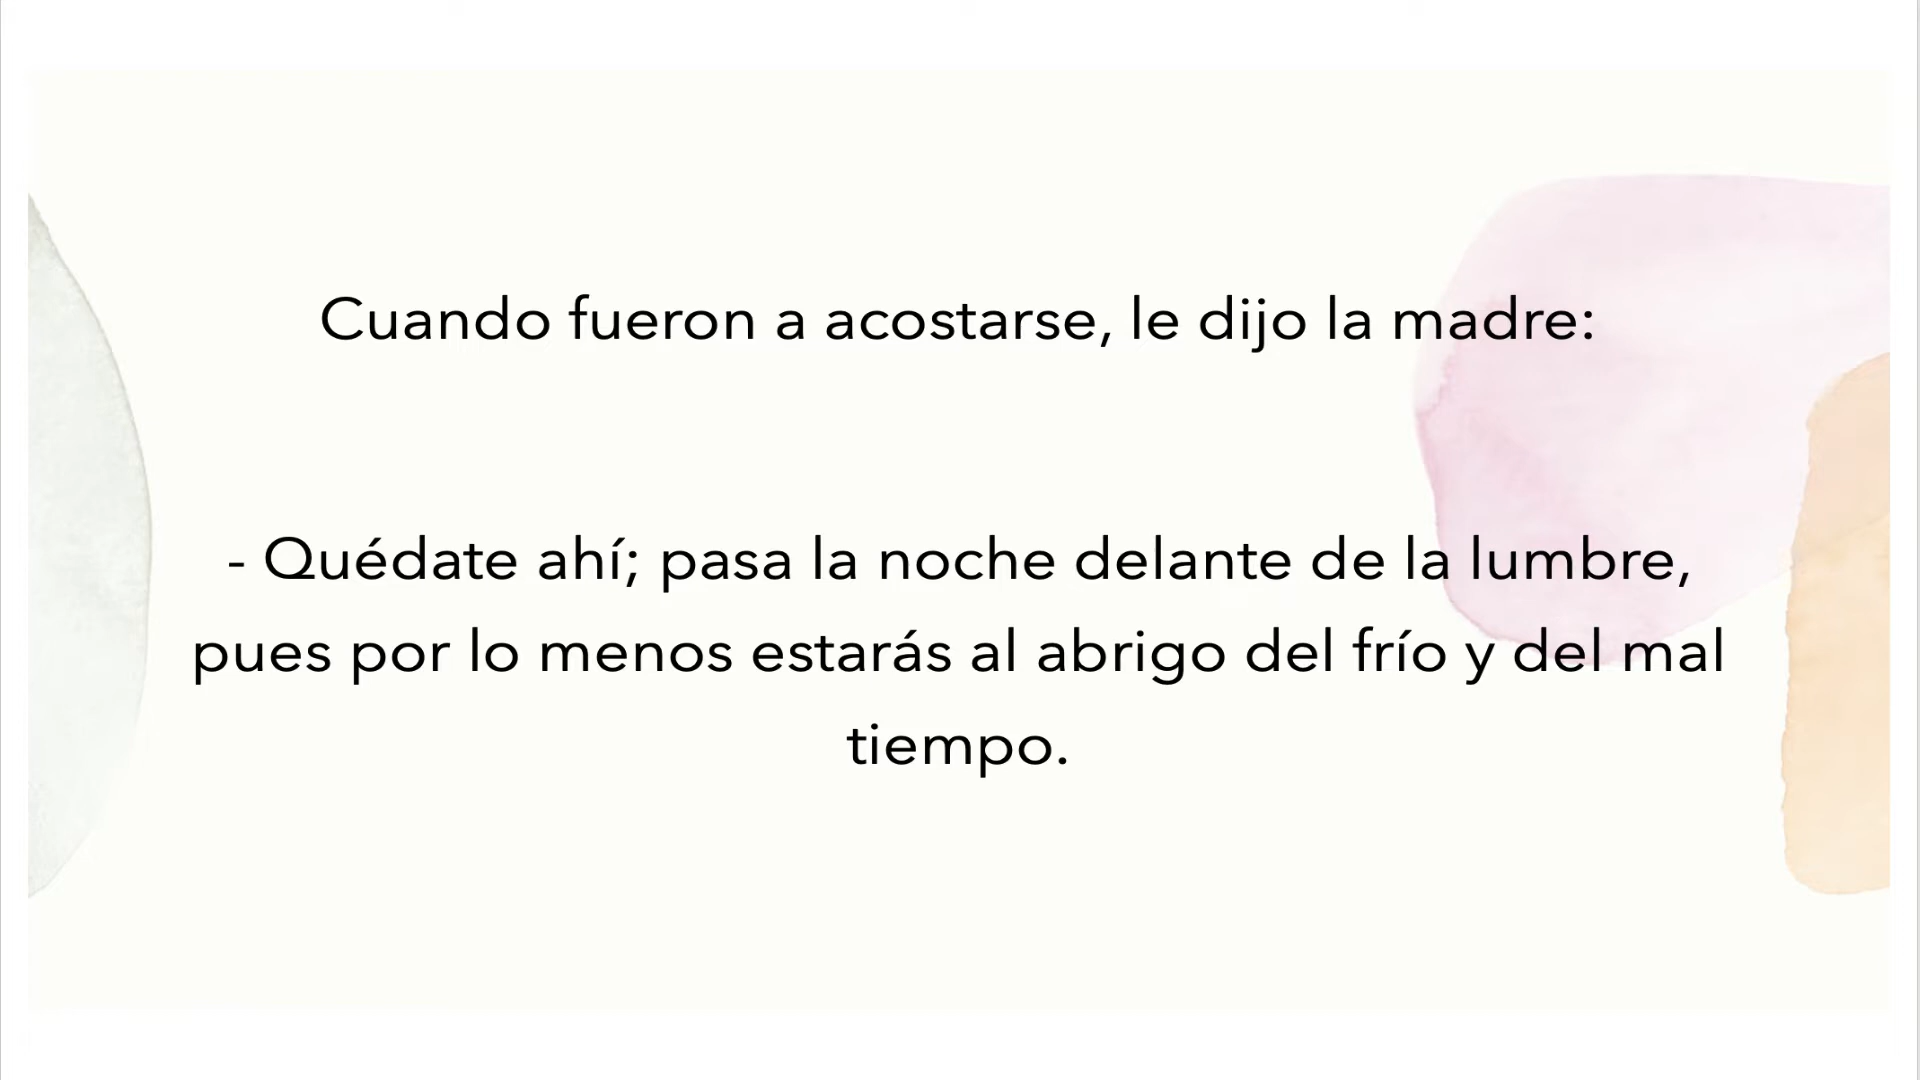 Cuando fueron a acostarse, le dijo la madre:
- Quédate ahí; pasa la noche delante de la lumbre,
pues por lo menos estarás al abrigo del frío y del mal
tiempo.